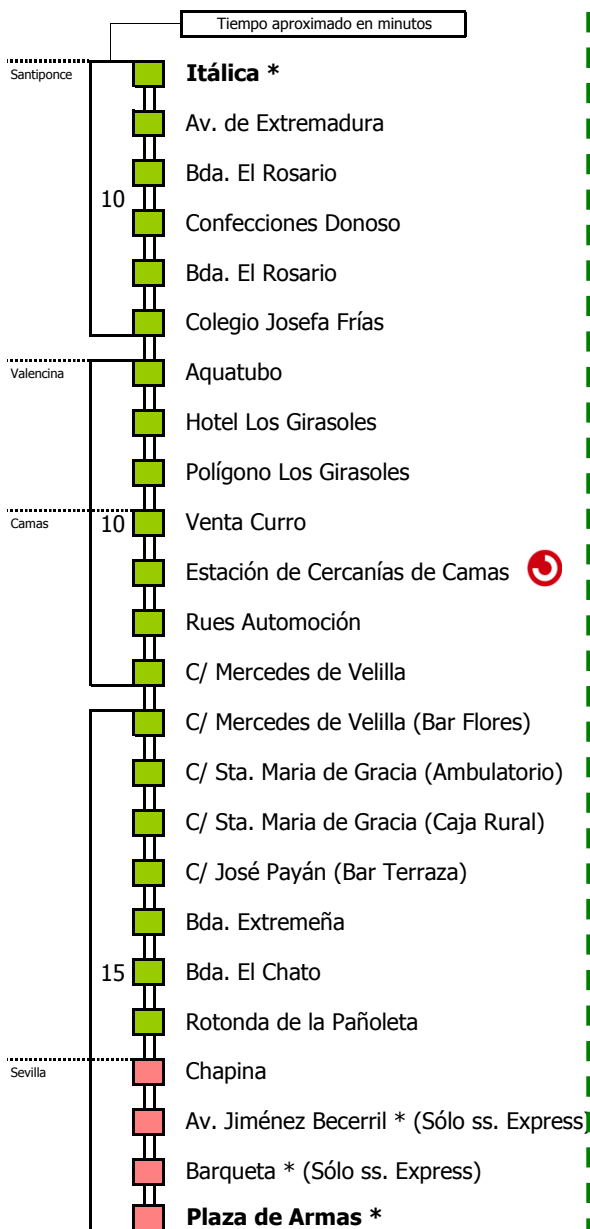 Tiempo aproximado en minutos
Santiponce
Itálica *
Av. de Extremadura
Bda. El Rosario
10
Confecciones Donoso
Bda. El Rosario
Colegio Josefa Frías
Valencina
Aquatubo
Hotel Los Girasoles
Polígono Los Girasoles
Camas
10
Venta Curro
Estación de Cercanías de Camas
Rues Automoción
C/ Mercedes de Velilla
C/ Mercedes de Velilla (Bar Flores)
C/ Sta. Maria de Gracia (Ambulatorio)
C/ Sta. Maria de Gracia (Caja Rural)
C/ José Payán (Bar Terraza)
Bda. Extremeña
15
Bda. El Chato
Rotonda de la Pañoleta
Sevilla
Chapina
Av. Jiménez Becerril * (Sólo ss. Express)
Barqueta * (Sólo ss. Express)
Plaza de Armas *